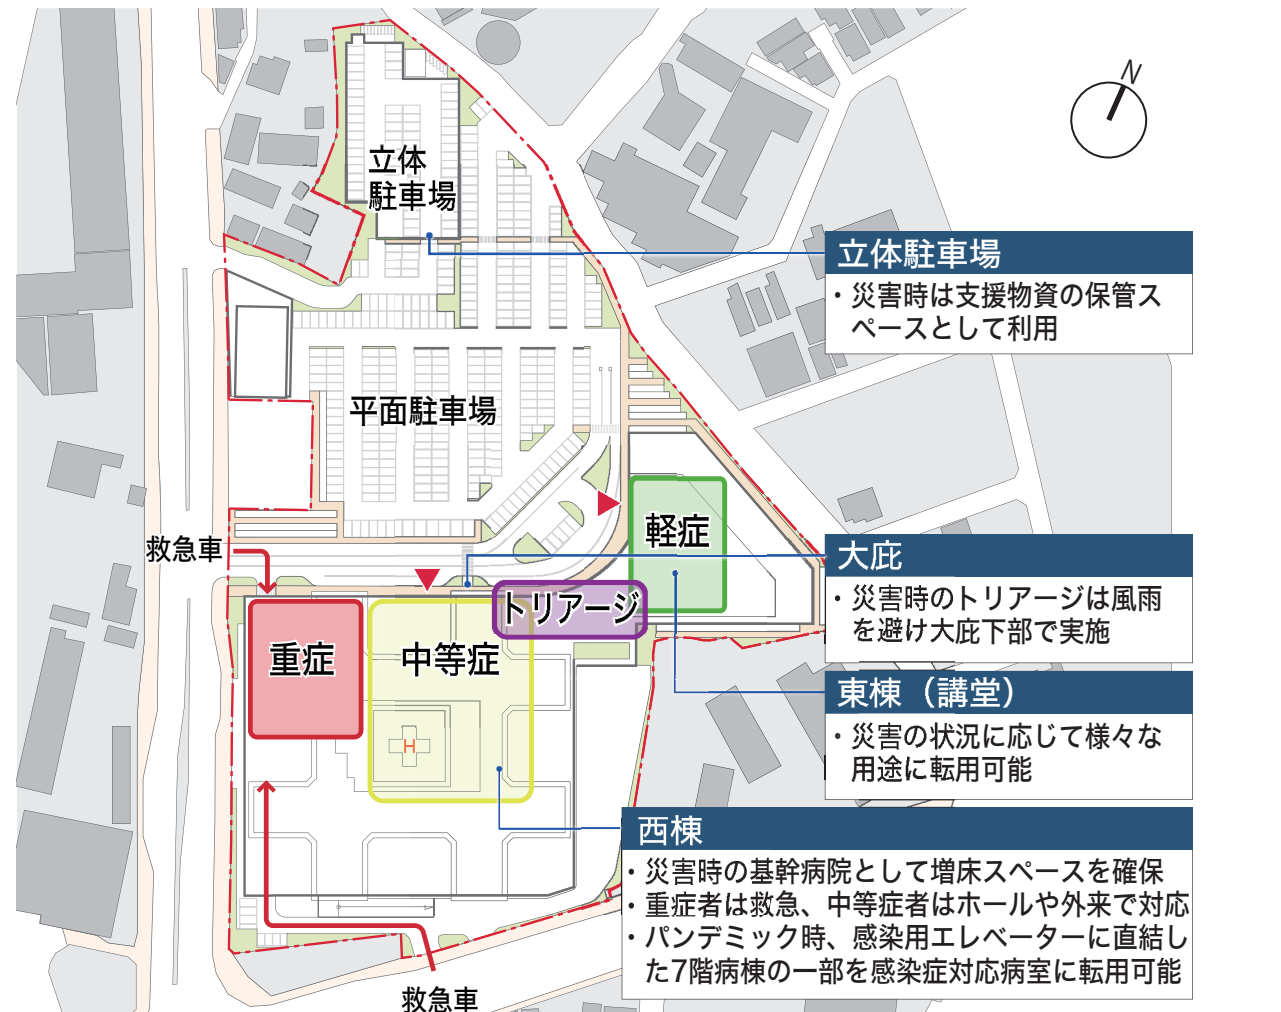 N
立体
駐車場
立体駐車場
・災害時は支援物資の保管ス
ペースとして利用
平面駐車場
救急車
軽症
トリアージ
重症
中等症
H
大庇
・災害時のトリアージは風雨
を避け大庇下部で実施
東棟（講堂）
・災害の状況に応じて様々な
用途に転用可能
西棟
・災害時の基幹病院として増床スペースを確保
・重症者は救急、中等症者はホールや外来で対応
・パンデミック時、感染用エレベーターに直結し
た7階病棟の一部を感染症対応病室に転用可能
救急車